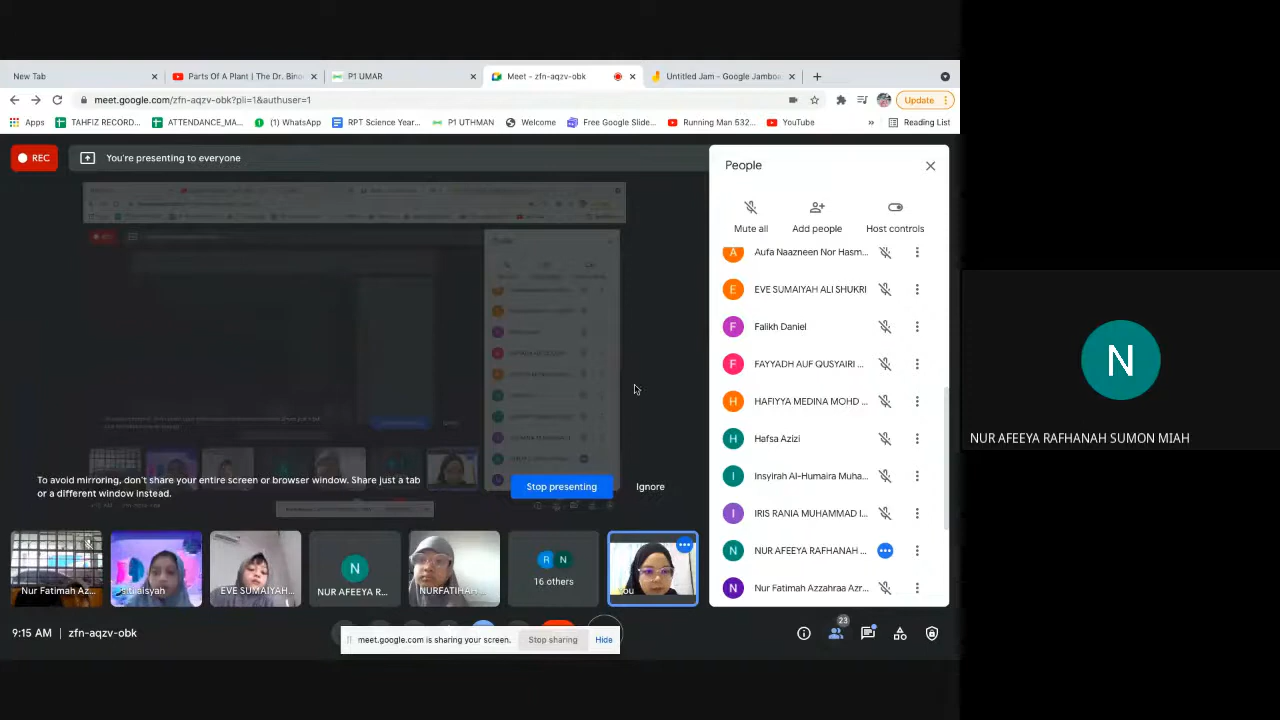 New Tab
Parts Of A Plant | The Dr. Bino
P1 UMAR
Meet - zfn-aqzv-obk
Untitled Jam - Google Jamboa
meet.google.com/zfn-aqzv-obk?pli=1&authuser=1
Update
Apps
TAHFIZ RECORD...
ATTENDANCE_MA...
(1) WhatsApp
RPT Science Year...
P1 UTHMAN
Welcome
Free Google Slide...
Running Man 532...
YouTube
»
Reading List
REC
You're presenting to everyone
People
Mute all
Add people
Host controls
A
Aufa Naazneen Nor Hasm...
E
EVE SUMAIYAH ALI SHUKRI
F
Falikh Daniel
F
FAYYADH AUF QUSYAIRI ...
H
HAFIYYA MEDINA MOHD ...
H
Hafsa Azizi
I
Insyirah Al-Humaira Muha...
I
IRIS RANIA MUHAMMAD I...
N
NUR AFEEYA RAFHANAH ...
N
Nur Fatimah Azzahraa Azr...
To avoid mirroring, don't share your entire screen or browser window. Share just a tab
or a different window instead.
Stop presenting
Ignore
Nur Fatimah Az...
EVE SUMAIYAH...
N
NUR AFEEYA R...
NURFATIHAH
R N
16 others
You
9:15 AM | zfn-aqzv-obk
meet.google.com is sharing your screen.
Stop sharing
Hide
23
N
NUR AFEEYA RAFHANAH SUMON MIAH